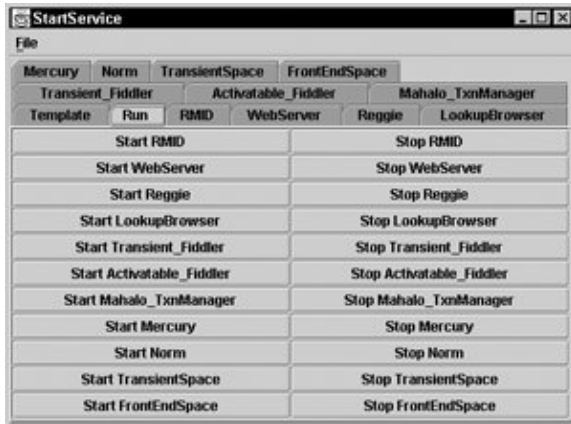 StartService
File
Mercury Norm TransientSpace FrontEndSpace
Transient_Fiddler Activatable_Fiddler Mahalo_TxnManager
Template Run RMID WebServer Reggie LookupBrowser
Start RMID Stop RMID
Start WebServer Stop WebServer
Start Reggie Stop Reggie
Start LookupBrowser Stop LookupBrowser
Start Transient_Fiddler Stop Transient_Fiddler
Start Activatable_Fiddler Stop Activatable_Fiddler
Start Mahalo_TxnManager Stop Mahalo_TxnManager
Start Mercury Stop Mercury
Start Norm Stop Norm
Start TransientSpace Stop TransientSpace
Start FrontEndSpace Stop FrontEndSpace